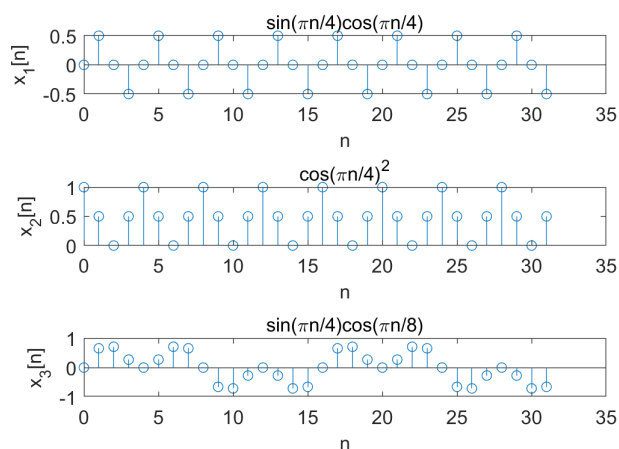 sin(πn/4)cos(πn/4)
x₁[n]
0.5
0
-0.5
0 5 10 15 20 25 30 35
n
cos(πn/4)²
x₂[n]
1
0.5
0
0 5 10 15 20 25 30 35
n
sin(πn/4)cos(πn/8)
x₃[n]
1
0
-1
0 5 10 15 20 25 30 35
n